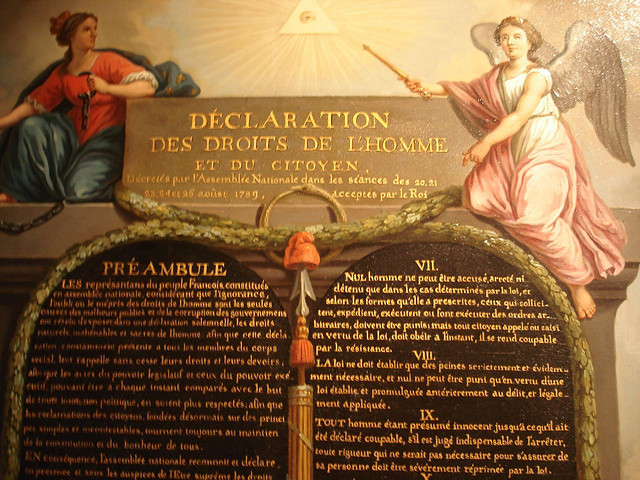 DÉCLARATION
DES DROITS DE L'HOMME
ET DU CITOYEN,
Décretés par l'Assemblée Nationale dans les séances des 20, 21
23, 24 et 26 août 1789, acceptés par le Roi
PRÉAMBULE
LES représentans du peuple François, constitués
en assemblée nationale, considérant que l'ignorance,
l'oubli ou le mépris des droits de l'homme sont les seules
causes des malheurs publics et de la corruption des gouvernemens
ont résolu d'exposer dans une déclaration solemnelle, les droits
naturels, inaliénables et sacrés de l'homme: afin que cette décla
ration, constamment présente a tous les membres du corps
social, leur rappelle sans cesse leurs droits et leurs devoirs,
afin que les actes du pouvoir legislatif et ceux du pouvoir exé
cutif, pouvant être a chaque instant comparés avec le but
de toute institution politique, en soient plus respectés; afin que
les reclamations des citoyens, fondées désormais sur des princi
pes simples et incontestables, tournent toujours au maintien
de la constitution et du bonheur de tous.
EN conséquence, l'assemblée nationale reconnoit et déclare,
en presence et sous les auspices de l'Etre suprême les droits
VII.
NUL homme ne peut être accusé, arreté, ni
détenu que dans les cas déterminés par la loi, et
selon les formes qu'elle a prescrites, ceux qui sollici-
tent, expédient, exécutent ou font exécuter des ordres ar-
bitraires, doivent être punis; mais tout citoyen appelé ou saisi
en vertu de la loi, doit obéir a l'instant, il se rend coupable
par la résistance.
VIII.
LA loi ne doit établir que des peines strictement et évidem-
ment nécessaire, et nul ne peut être puni qu'en vertu d'une
loi établie et promulguée antérierement au délit, et légale-
ment appliquée.
IX.
TOUT homme étant présumé innocent jusqu'à ce qu'il ait
été déclaré coupable, s'il est jugé indispensable de l'arrêter,
toute rigueur qui ne serait pas nécessaire pour s'assurer de
sa personne doit être sévèrement réprimée par la loi.
X